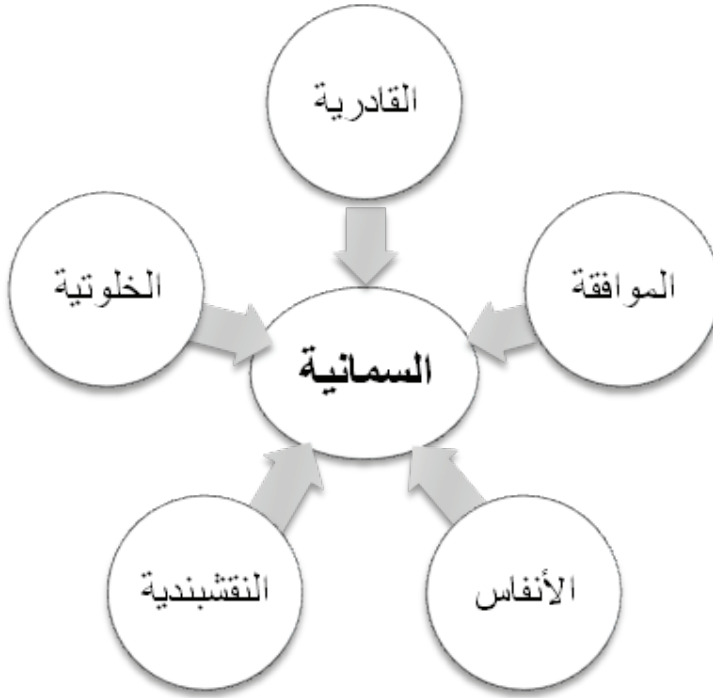 القادرية
الموافقة
الخلوتية
السمانية
الأنفاس
النقشبندية